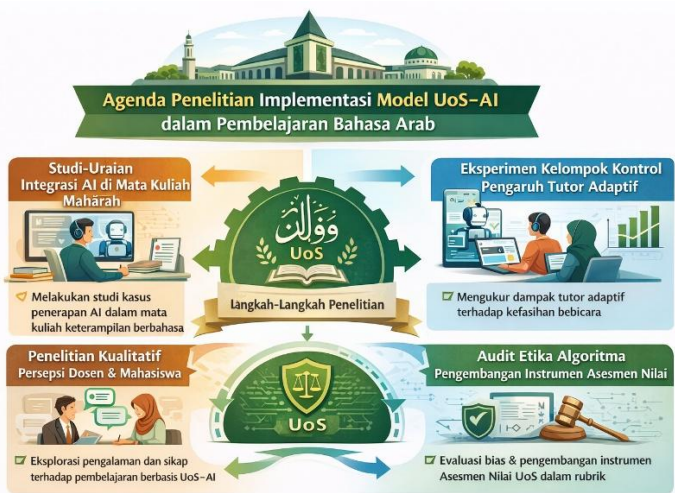 Agenda Penelitian Implementasi Model UoS-AI
dalam Pembelajaran Bahasa Arab
Studi-Uraian
Integrasi AI di Mata Kuliah
Mahārah
Melakukan studi kasus
penerapan AI dalam mata
kuliah keterampilan berbahasa
UoS
Langkah-Langkah Penelitian
Eksperimen Kelompok Kontrol
Pengaruh Tutor Adaptif
Mengukur dampak tutor adaptif
terhadap kefasihan bebicara
Penelitian Kualitatif
Persepsi Dosen & Mahasiswa
Eksplorasi pengalaman dan sikap
terhadap pembelajaran berbasis UoS-AI
UoS
Audit Etika Algoritma
Pengembangan Instrumen Asesmen Nilai
Evaluasi bias & pengembangan instrumen
Asesmen Nilai UoS dalam rubrik